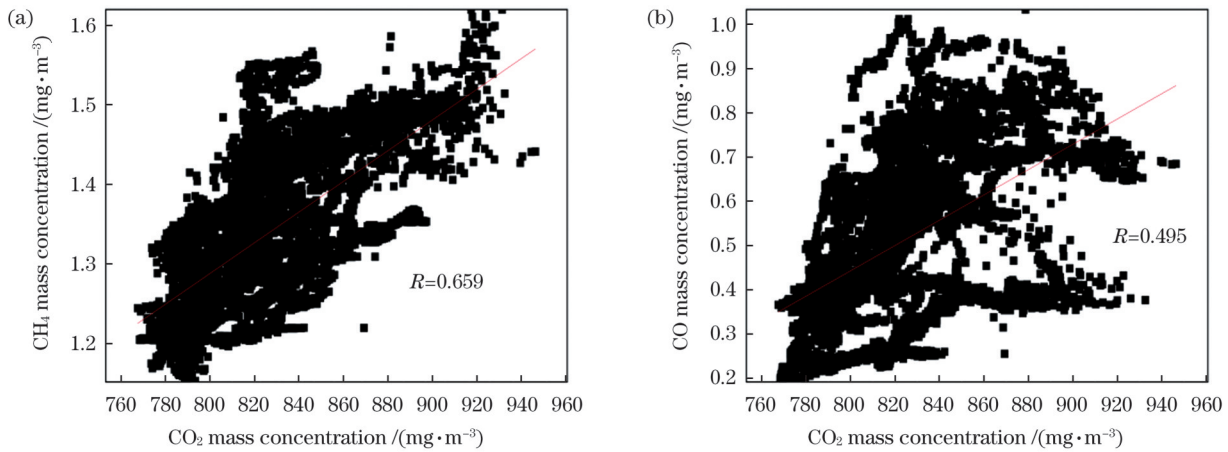 (a)
1.6
1.5
1.4
1.3
1.2
CH₄ mass concentration /(mg·m⁻³)
R=0.659
760 780 800 820 840 860 880 900 920 940 960
CO₂ mass concentration /(mg·m⁻³)
(b)
1.0
0.9
0.8
0.7
0.6
0.5
0.4
0.3
0.2
CO mass concentration /(mg·m⁻³)
R=0.495
760 780 800 820 840 860 880 900 920 940 960
CO₂ mass concentration /(mg·m⁻³)